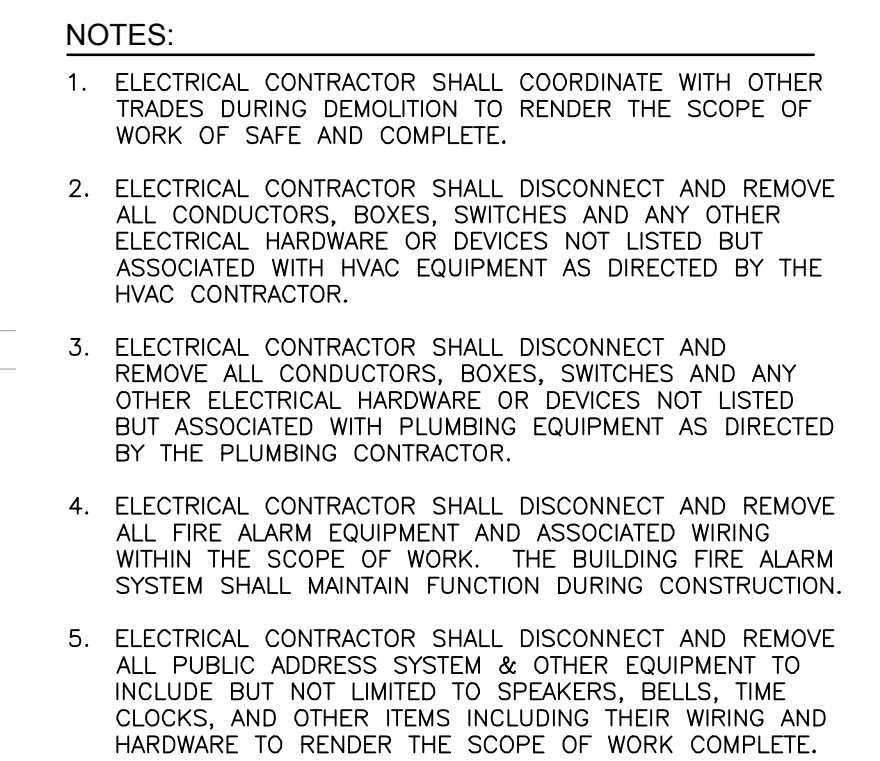 NOTES:
1. ELECTRICAL CONTRACTOR SHALL COORDINATE WITH OTHER
TRADES DURING DEMOLITION TO RENDER THE SCOPE OF
WORK OF SAFE AND COMPLETE.
2. ELECTRICAL CONTRACTOR SHALL DISCONNECT AND REMOVE
ALL CONDUCTORS, BOXES, SWITCHES AND ANY OTHER
ELECTRICAL HARDWARE OR DEVICES NOT LISTED BUT
ASSOCIATED WITH HVAC EQUIPMENT AS DIRECTED BY THE
HVAC CONTRACTOR.
3. ELECTRICAL CONTRACTOR SHALL DISCONNECT AND
REMOVE ALL CONDUCTORS, BOXES, SWITCHES AND ANY
OTHER ELECTRICAL HARDWARE OR DEVICES NOT LISTED
BUT ASSOCIATED WITH PLUMBING EQUIPMENT AS DIRECTED
BY THE PLUMBING CONTRACTOR.
4. ELECTRICAL CONTRACTOR SHALL DISCONNECT AND REMOVE
ALL FIRE ALARM EQUIPMENT AND ASSOCIATED WIRING
WITHIN THE SCOPE OF WORK. THE BUILDING FIRE ALARM
SYSTEM SHALL MAINTAIN FUNCTION DURING CONSTRUCTION.
5. ELECTRICAL CONTRACTOR SHALL DISCONNECT AND REMOVE
ALL PUBLIC ADDRESS SYSTEM & OTHER EQUIPMENT TO
INCLUDE BUT NOT LIMITED TO SPEAKERS, BELLS, TIME
CLOCKS, AND OTHER ITEMS INCLUDING THEIR WIRING AND
HARDWARE TO RENDER THE SCOPE OF WORK COMPLETE.